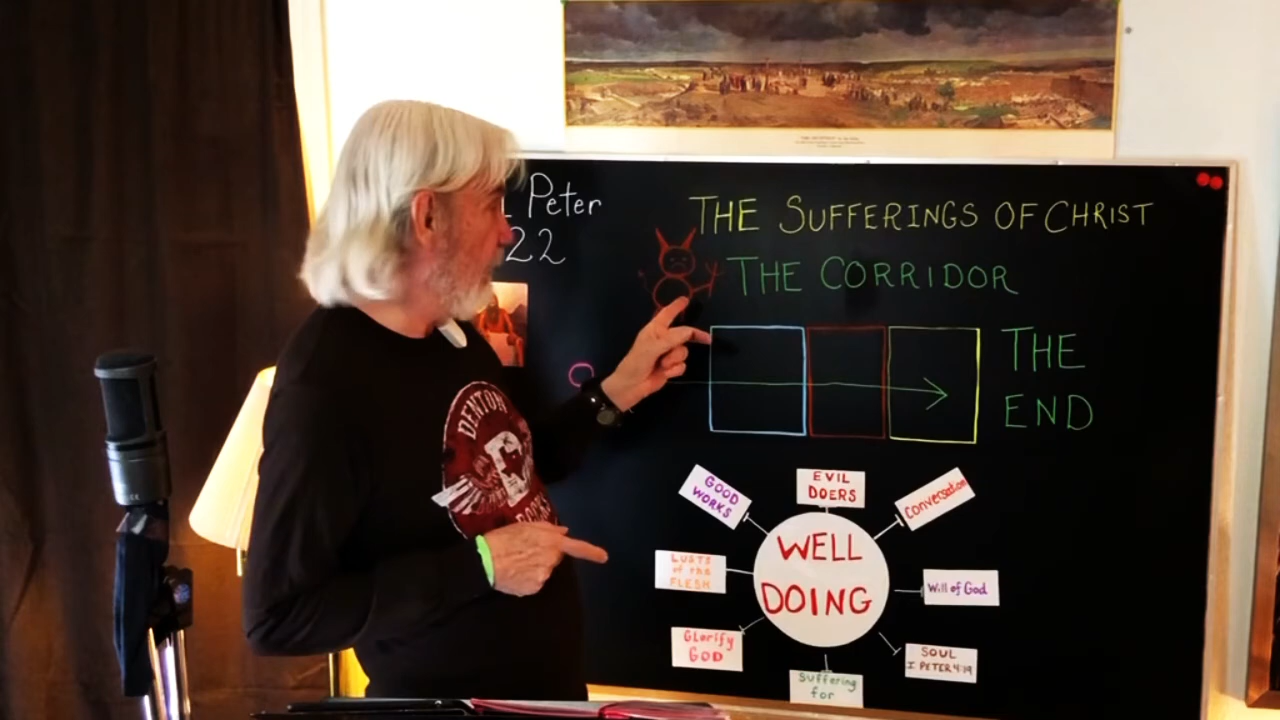 Peter
22
THE SUFFERINGS OF CHRIST
THE CORRIDOR
THE
END
DENTON
GOOD
WORKS
EVIL
DOERS
Conversation
LUSTS
of the
FLESH
WELL
DOING
Will of God
Glorify
GOD
SOUL
I PETER 4:19
Suffering
for